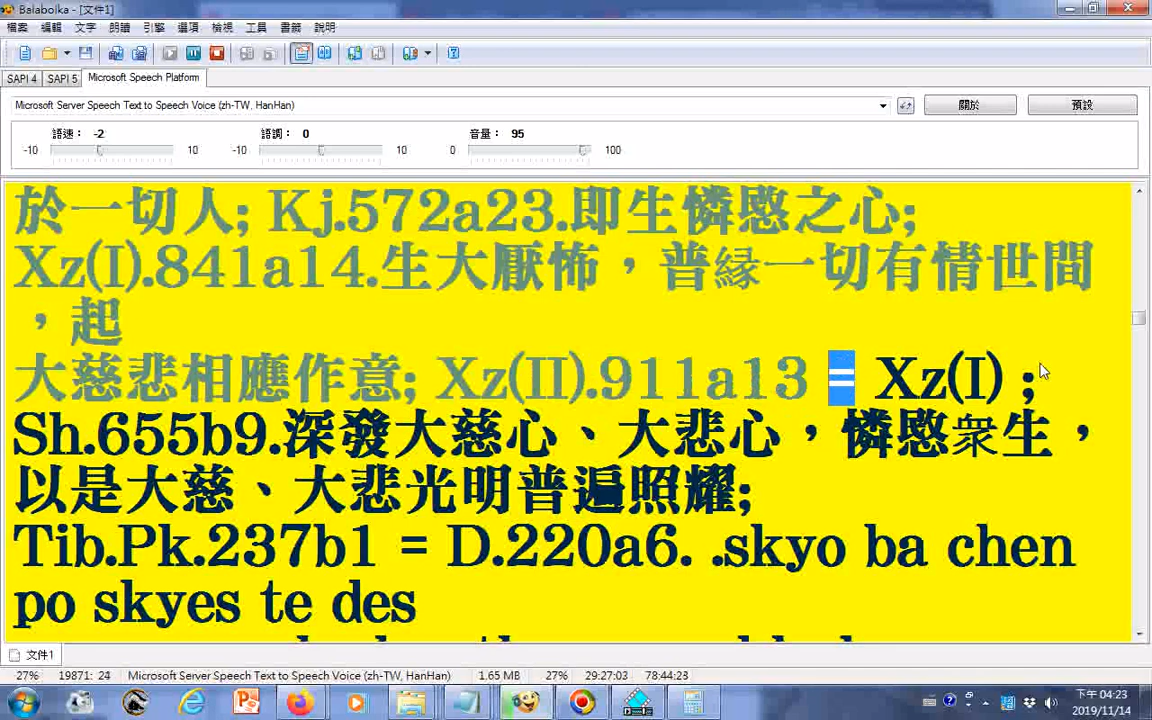 Balabolka - [文件1]
檔案 編輯 文字 朗讀 引擎 選項 檢視 工具 書籤 說明
SAPI 4 SAPI 5 Microsoft Speech Platform
Microsoft Server Speech Text to Speech Voice (zh-TW, HanHan) 關於 預設
語速： -2 語調： 0 音量： 95
-10 10 -10 10 0 100
於一切人; Kj.572a23.即生憐愍之心;
Xz(I).841a14.生大厭怖，普緣一切有情世間
，起
大慈悲相應作意; Xz(II).911a13 = Xz(I) ;
Sh.655b9.深發大慈心、大悲心，憐愍衆生，
以是大慈、大悲光明普遍照耀;
Tib.Pk.237b1 = D.220a6. .skyo ba chen
po skyes te des
文件1
27% 19871: 24 Microsoft Server Speech Text to Speech Voice (zh-TW, HanHan) 1.65 MB 27% 29:27:03 78:44:23
下午 04:23
2019/11/14